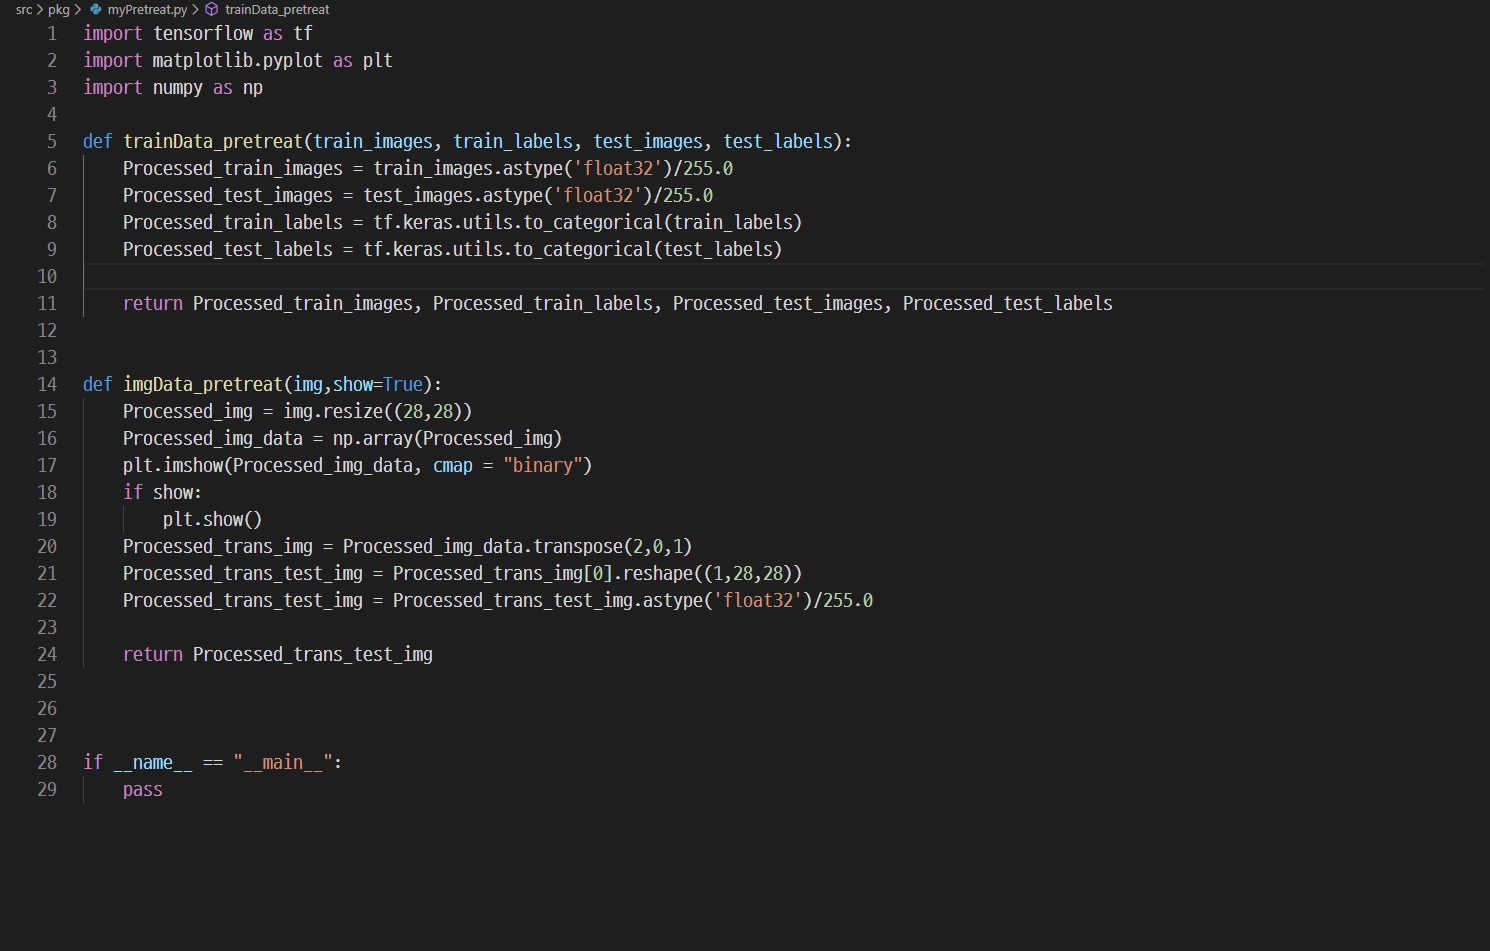 src > pkg > myPretreat.py > trainData_pretreat
1 import tensorflow as tf
2 import matplotlib.pyplot as plt
3 import numpy as np
4
5 def trainData_pretreat(train_images, train_labels, test_images, test_labels):
6     Processed_train_images = train_images.astype('float32')/255.0
7     Processed_test_images = test_images.astype('float32')/255.0
8     Processed_train_labels = tf.keras.utils.to_categorical(train_labels)
9     Processed_test_labels = tf.keras.utils.to_categorical(test_labels)
10
11     return Processed_train_images, Processed_train_labels, Processed_test_images, Processed_test_labels
12
13
14 def imgData_pretreat(img,show=True):
15     Processed_img = img.resize((28,28))
16     Processed_img_data = np.array(Processed_img)
17     plt.imshow(Processed_img_data, cmap = "binary")
18     if show:
19         plt.show()
20     Processed_trans_img = Processed_img_data.transpose(2,0,1)
21     Processed_trans_test_img = Processed_trans_img[0].reshape((1,28,28))
22     Processed_trans_test_img = Processed_trans_test_img.astype('float32')/255.0
23
24     return Processed_trans_test_img
25
26
27
28 if __name__ == "__main__":
29     pass